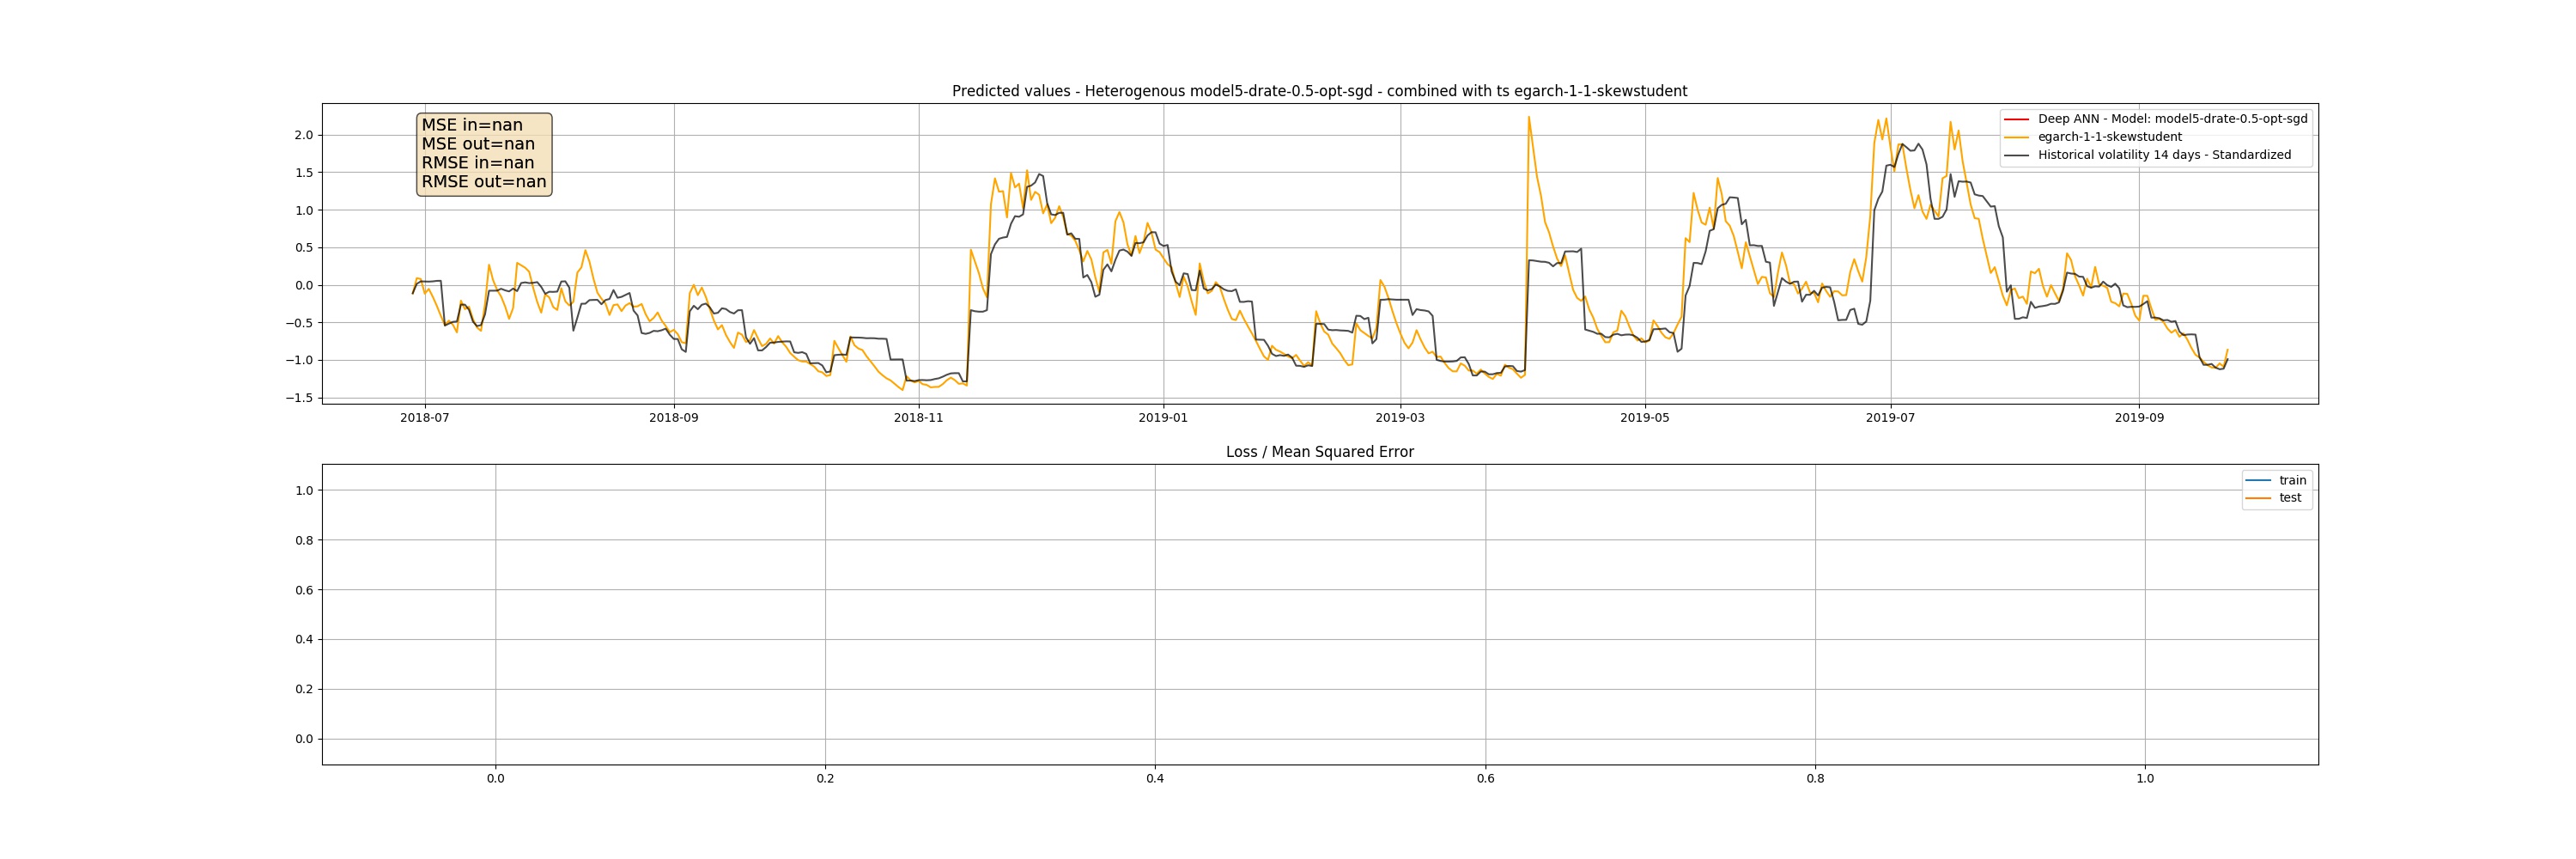 Predicted values - Heterogenous model5-drate-0.5-opt-sgd - combined with ts egarch-1-1-skewstudent
MSE in=nan
MSE out=nan
RMSE in=nan
RMSE out=nan
Deep ANN - Model: model5-drate-0.5-opt-sgd
egarch-1-1-skewstudent
Historical volatility 14 days - Standardized
2.0
1.5
1.0
0.5
0.0
−0.5
−1.0
−1.5
2018-07 2018-09 2018-11 2019-01 2019-03 2019-05 2019-07 2019-09
Loss / Mean Squared Error
train
test
1.0
0.8
0.6
0.4
0.2
0.0
0.0 0.2 0.4 0.6 0.8 1.0